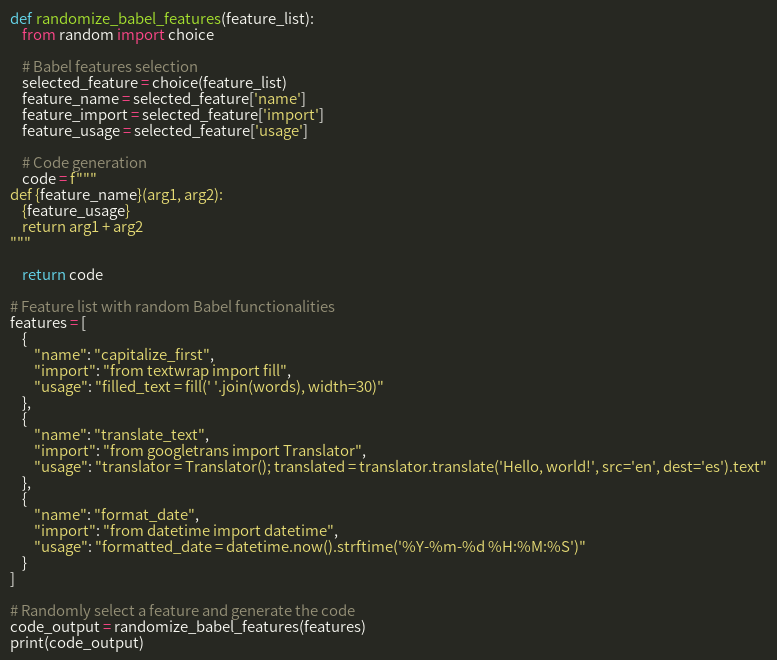 def randomize_babel_features(feature_list):
    from random import choice

    # Babel features selection
    selected_feature = choice(feature_list)
    feature_name = selected_feature['name']
    feature_import = selected_feature['import']
    feature_usage = selected_feature['usage']

    # Code generation
    code = f"""
def {feature_name}(arg1, arg2):
    {feature_usage}
    return arg1 + arg2
"""

    return code

# Feature list with random Babel functionalities
features = [
    {
        "name": "capitalize_first",
        "import": "from textwrap import fill",
        "usage": "filled_text = fill(' '.join(words), width=30)"
    },
    {
        "name": "translate_text",
        "import": "from googletrans import Translator",
        "usage": "translator = Translator(); translated = translator.translate('Hello, world!', src='en', dest='es').text"
    },
    {
        "name": "format_date",
        "import": "from datetime import datetime",
        "usage": "formatted_date = datetime.now().strftime('%Y-%m-%d %H:%M:%S')"
    }
]

# Randomly select a feature and generate the code
code_output = randomize_babel_features(features)
print(code_output)